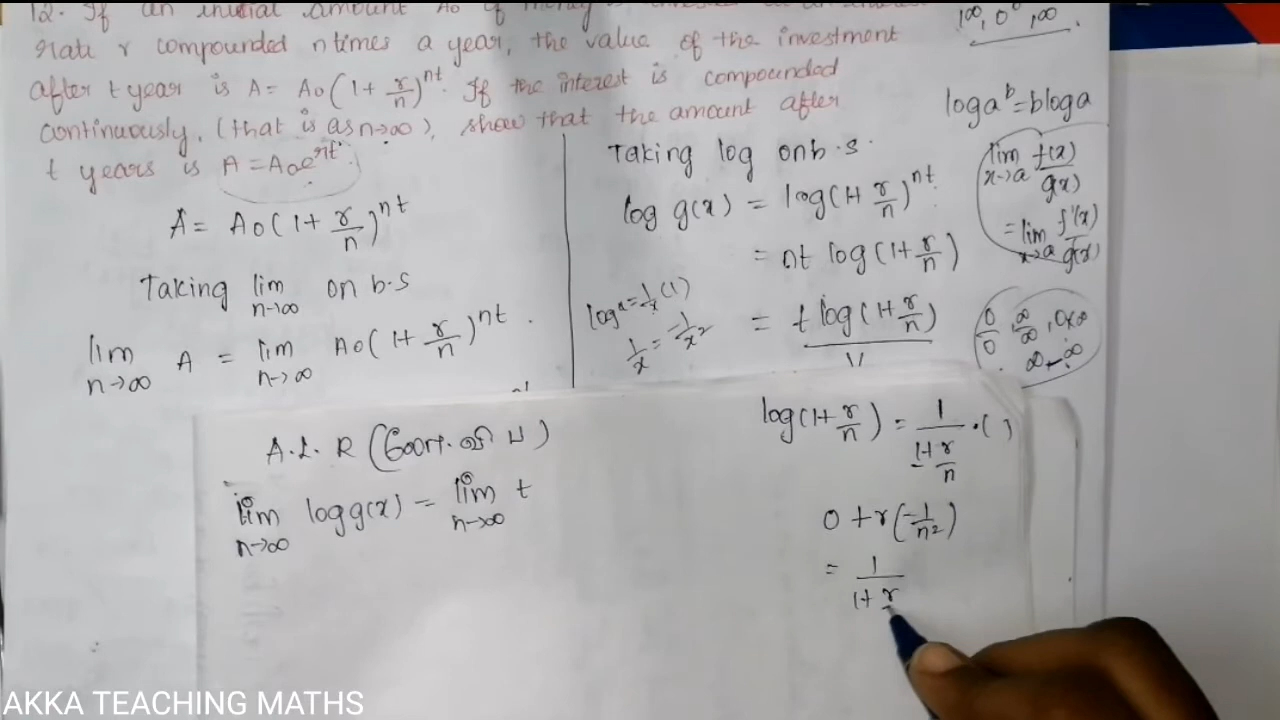 12. If an initial amount A₀ of money is
rate r compounded n times a year, the value of the investment
after t year is A = A₀(1 + r/n)^nt. If the interest is compounded
continuously, (that is as n→∞), show that the amount after
t years is A = A₀e^rt.
A = A₀(1 + r/n)^nt
Taking lim n→∞ on b.s
lim n→∞ A = lim n→∞ A₀(1 + r/n)^nt.
1^∞, 0⁰, 1^∞.
log a^b = b log a
Taking log on b.s.
log g(x) = log(1 + r/n)^nt.
= nt log(1 + r/n)
= t log(1 + r/n)
log x = 1/x (1)
1/x = -1/x²
lim x→a f(x)/g(x)
= lim x→a f'(x)/g'(x)
0/0, ∞/∞, 0×∞
∞-∞
A.L.R
lim n→∞ log g(x) = lim n→∞ t
log(1 + r/n) = 1/(1 + r/n) · ( )
0 + r(-1/n²)
= 1/(1 + r
AKKA TEACHING MATHS